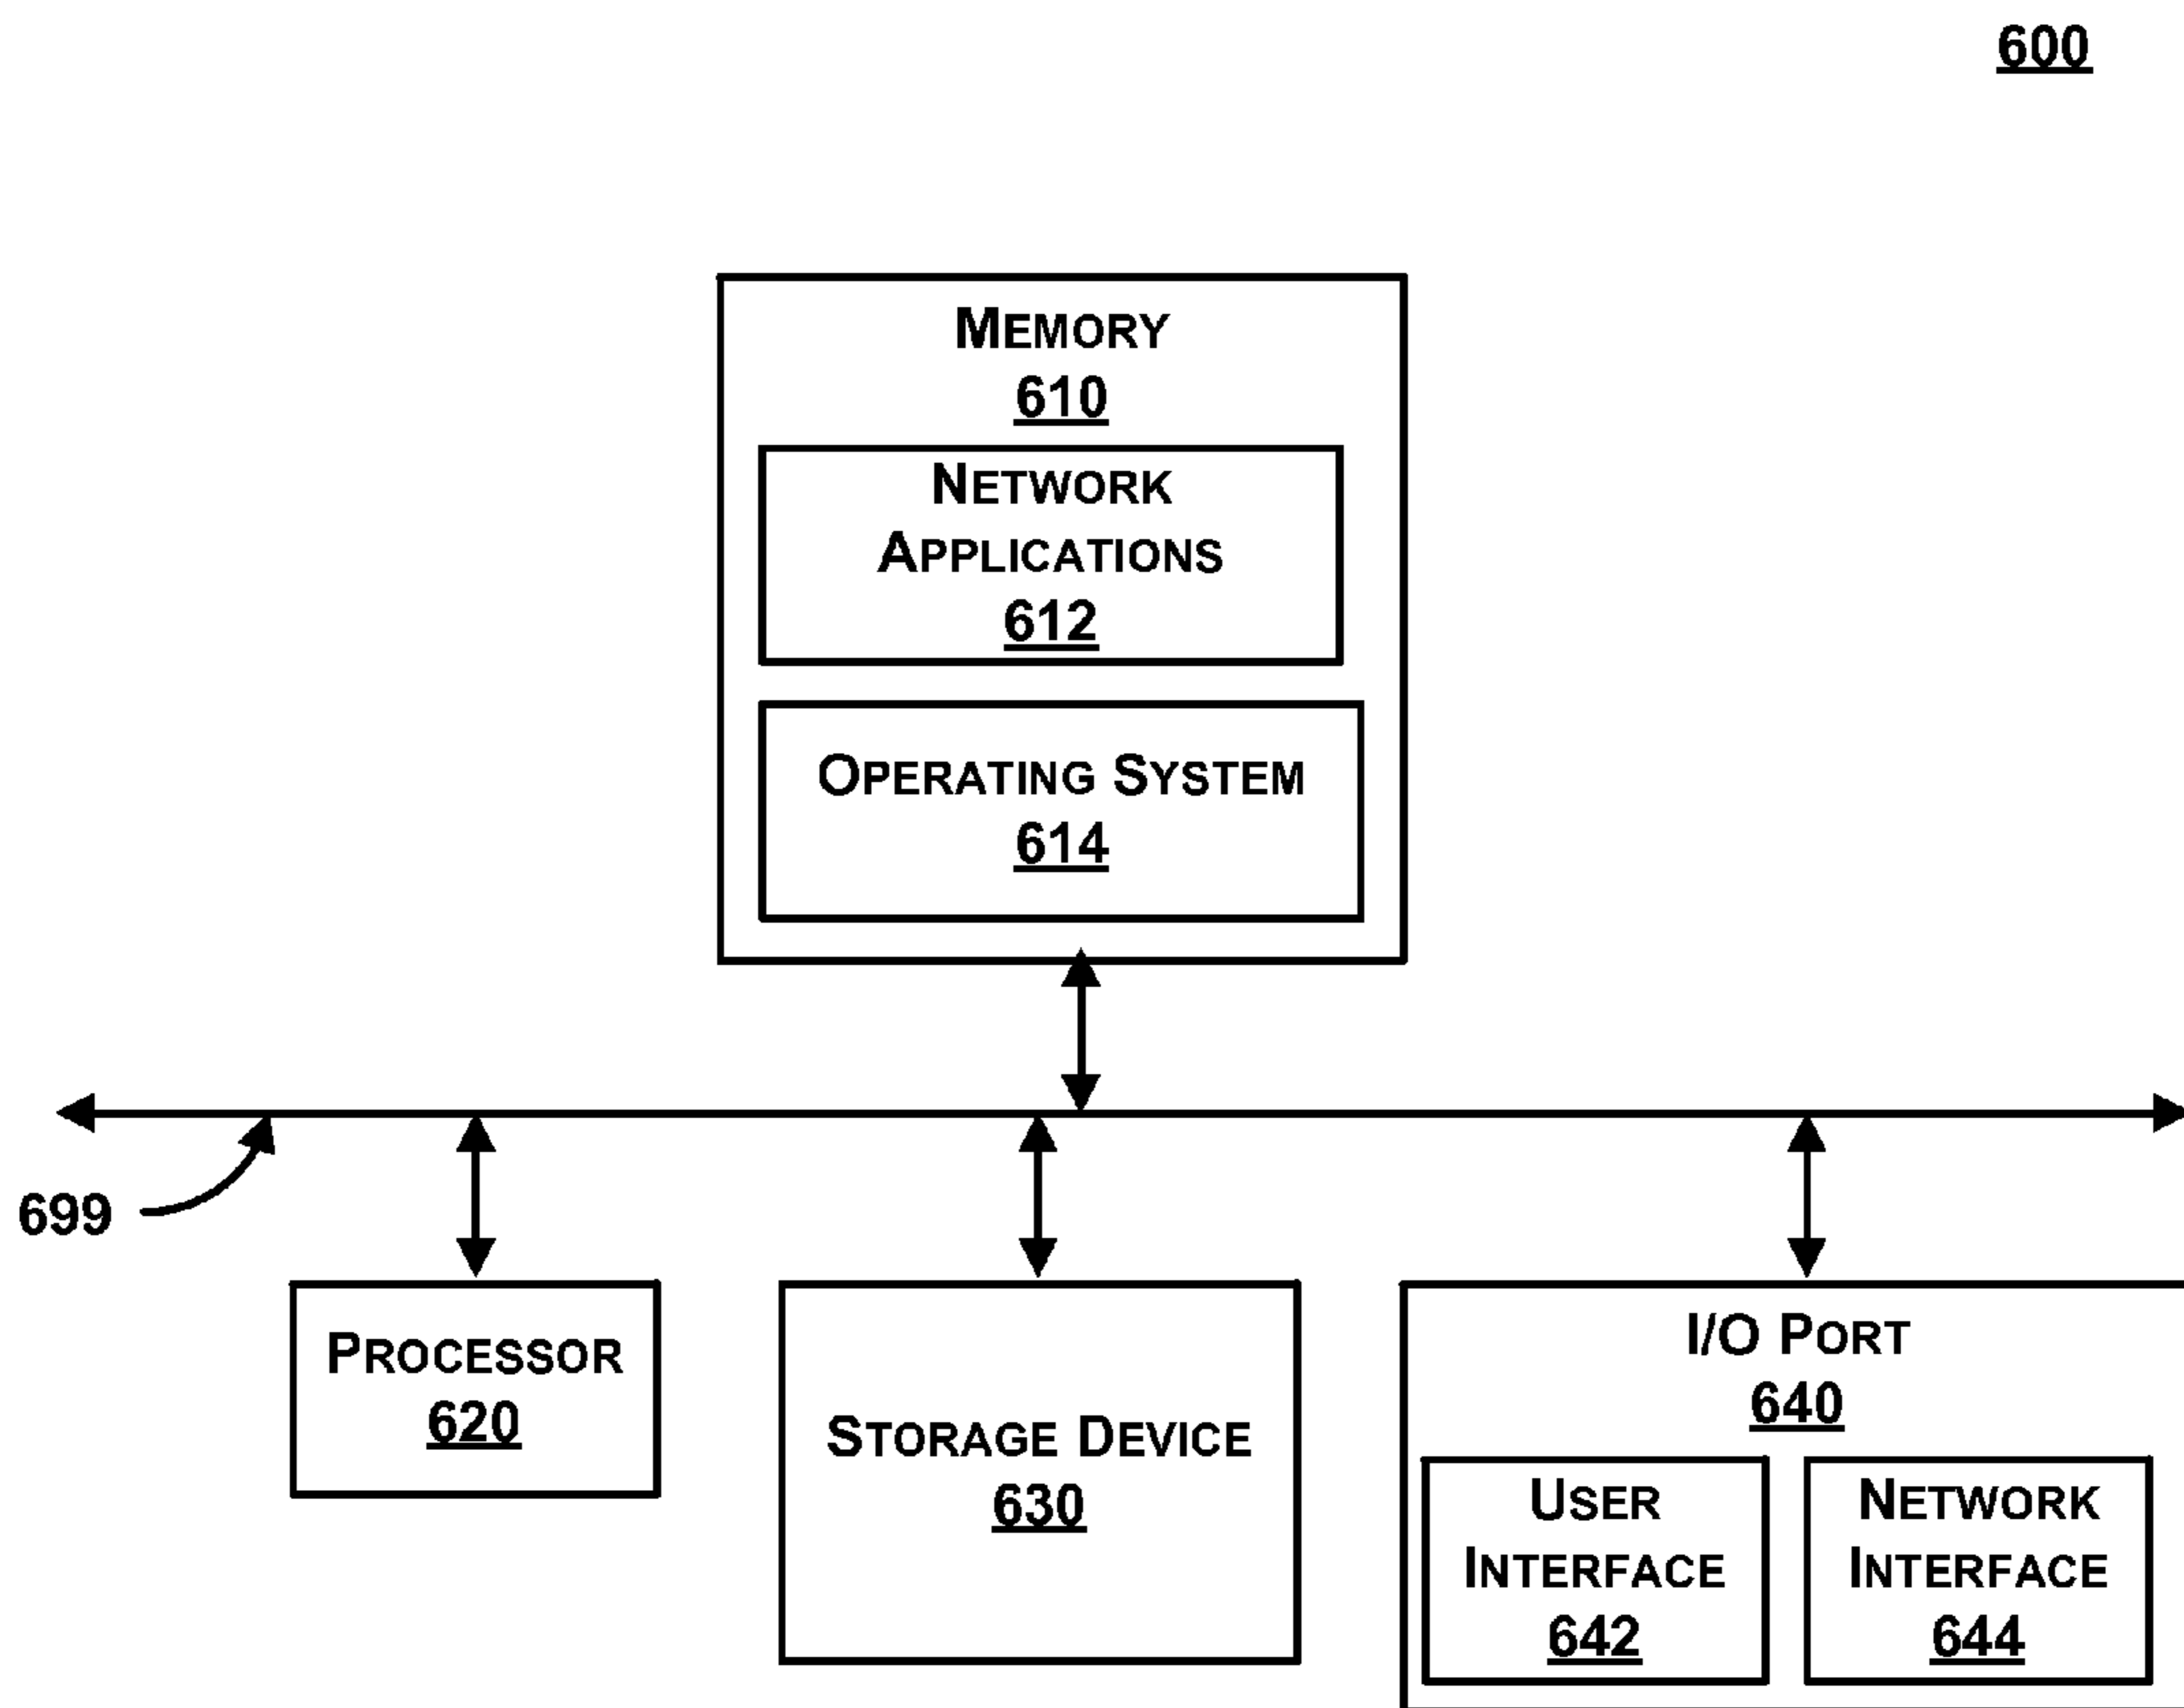 600
MEMORY
610
NETWORK
APPLICATIONS
612
OPERATING SYSTEM
614
699
PROCESSOR
620
STORAGE DEVICE
630
I/O PORT
640
USER
INTERFACE
642
NETWORK
INTERFACE
644